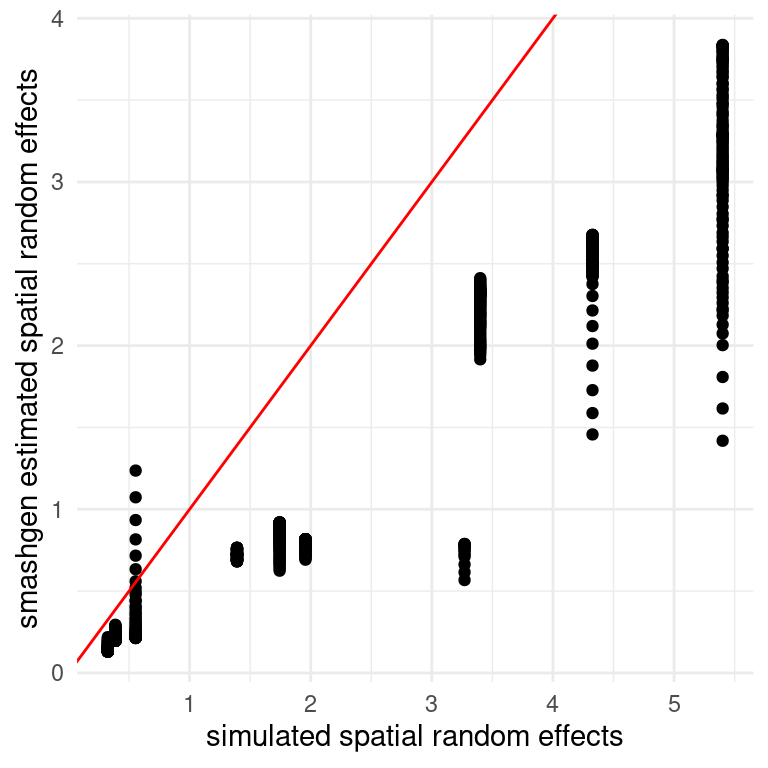 smashgen estimated spatial random effects
4
3
2
1
0
1 2 3 4 5
simulated spatial random effects